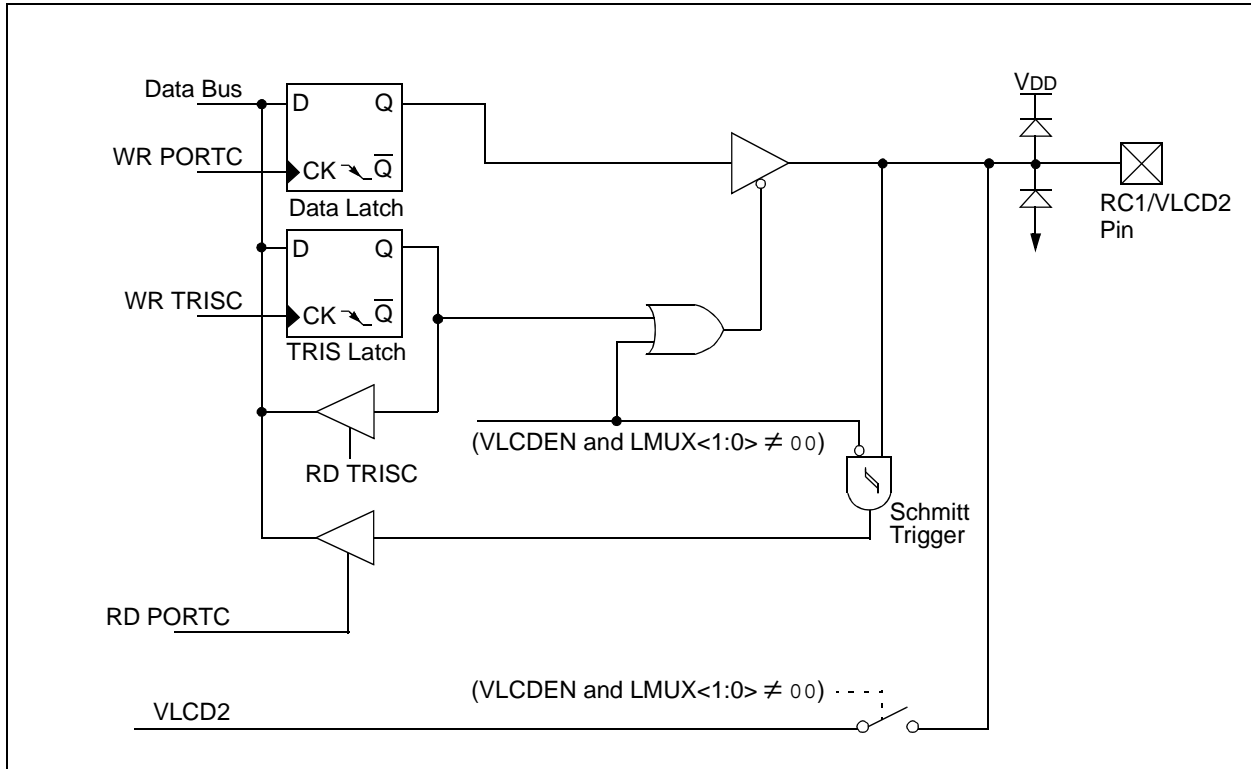 Data Bus
D Q
VDD
WR PORTC
CK Q̅
Data Latch
RC1/VLCD2
Pin
D Q
WR TRISC
CK Q̅
TRIS Latch
(VLCDEN and LMUX<1:0> ≠ 00)
RD TRISC
Schmitt
Trigger
RD PORTC
(VLCDEN and LMUX<1:0> ≠ 00)
VLCD2